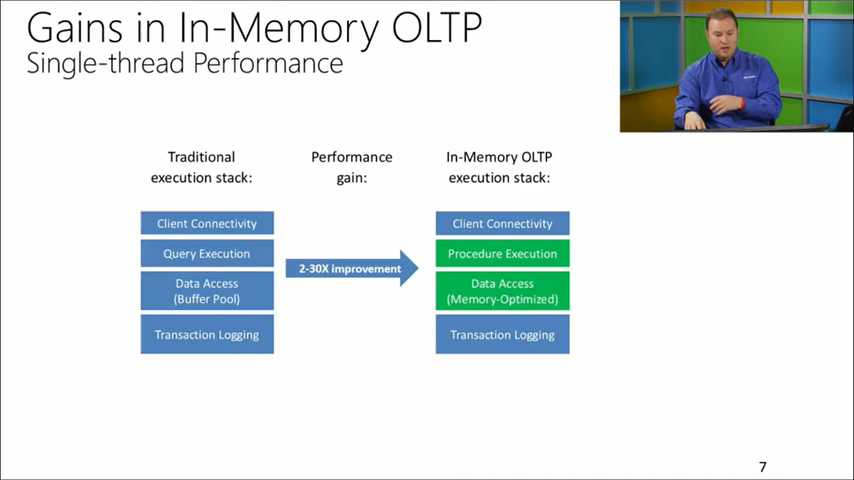 Gains in In-Memory OLTP
Single-thread Performance
Traditional
execution stack:
Performance
gain:
In-Memory OLTP
execution stack:
Client Connectivity
Query Execution
Data Access
(Buffer Pool)
Transaction Logging
2-30X improvement
Client Connectivity
Procedure Execution
Data Access
(Memory-Optimized)
Transaction Logging
7